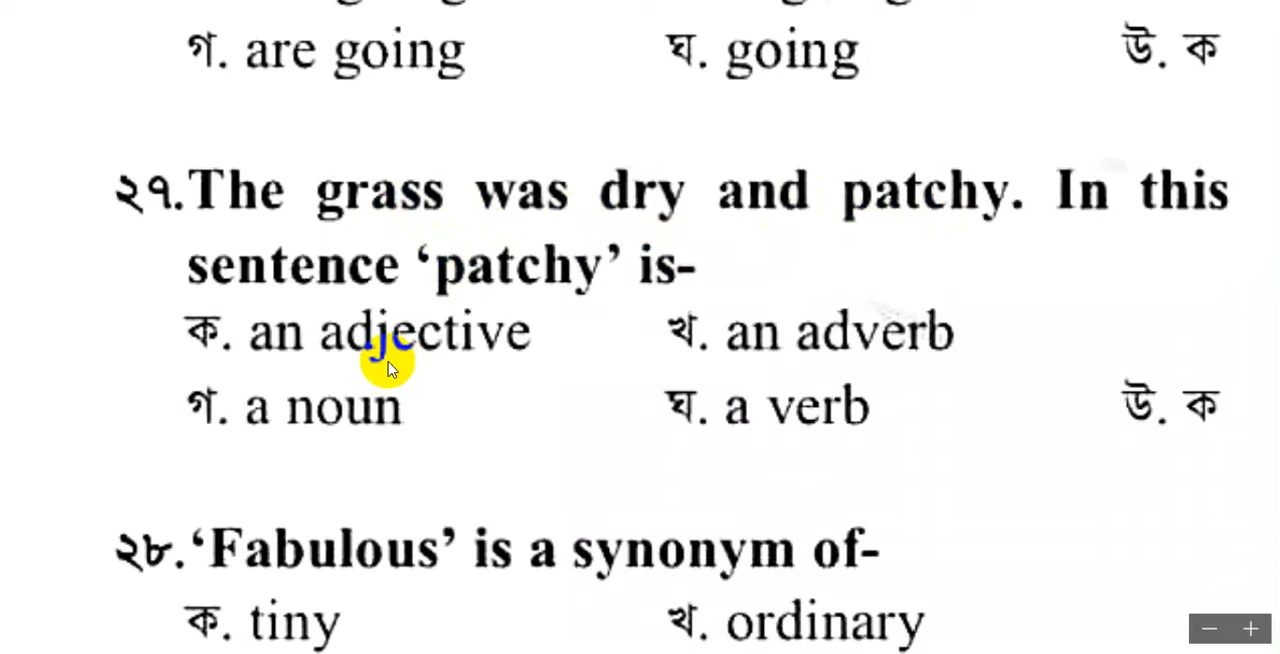 গ. are going ঘ. going উ. ক
২৭.The grass was dry and patchy. In this
sentence ‘patchy’ is-
ক. an adjective খ. an adverb
গ. a noun ঘ. a verb উ. ক
২৮.‘Fabulous’ is a synonym of-
ক. tiny খ. ordinary